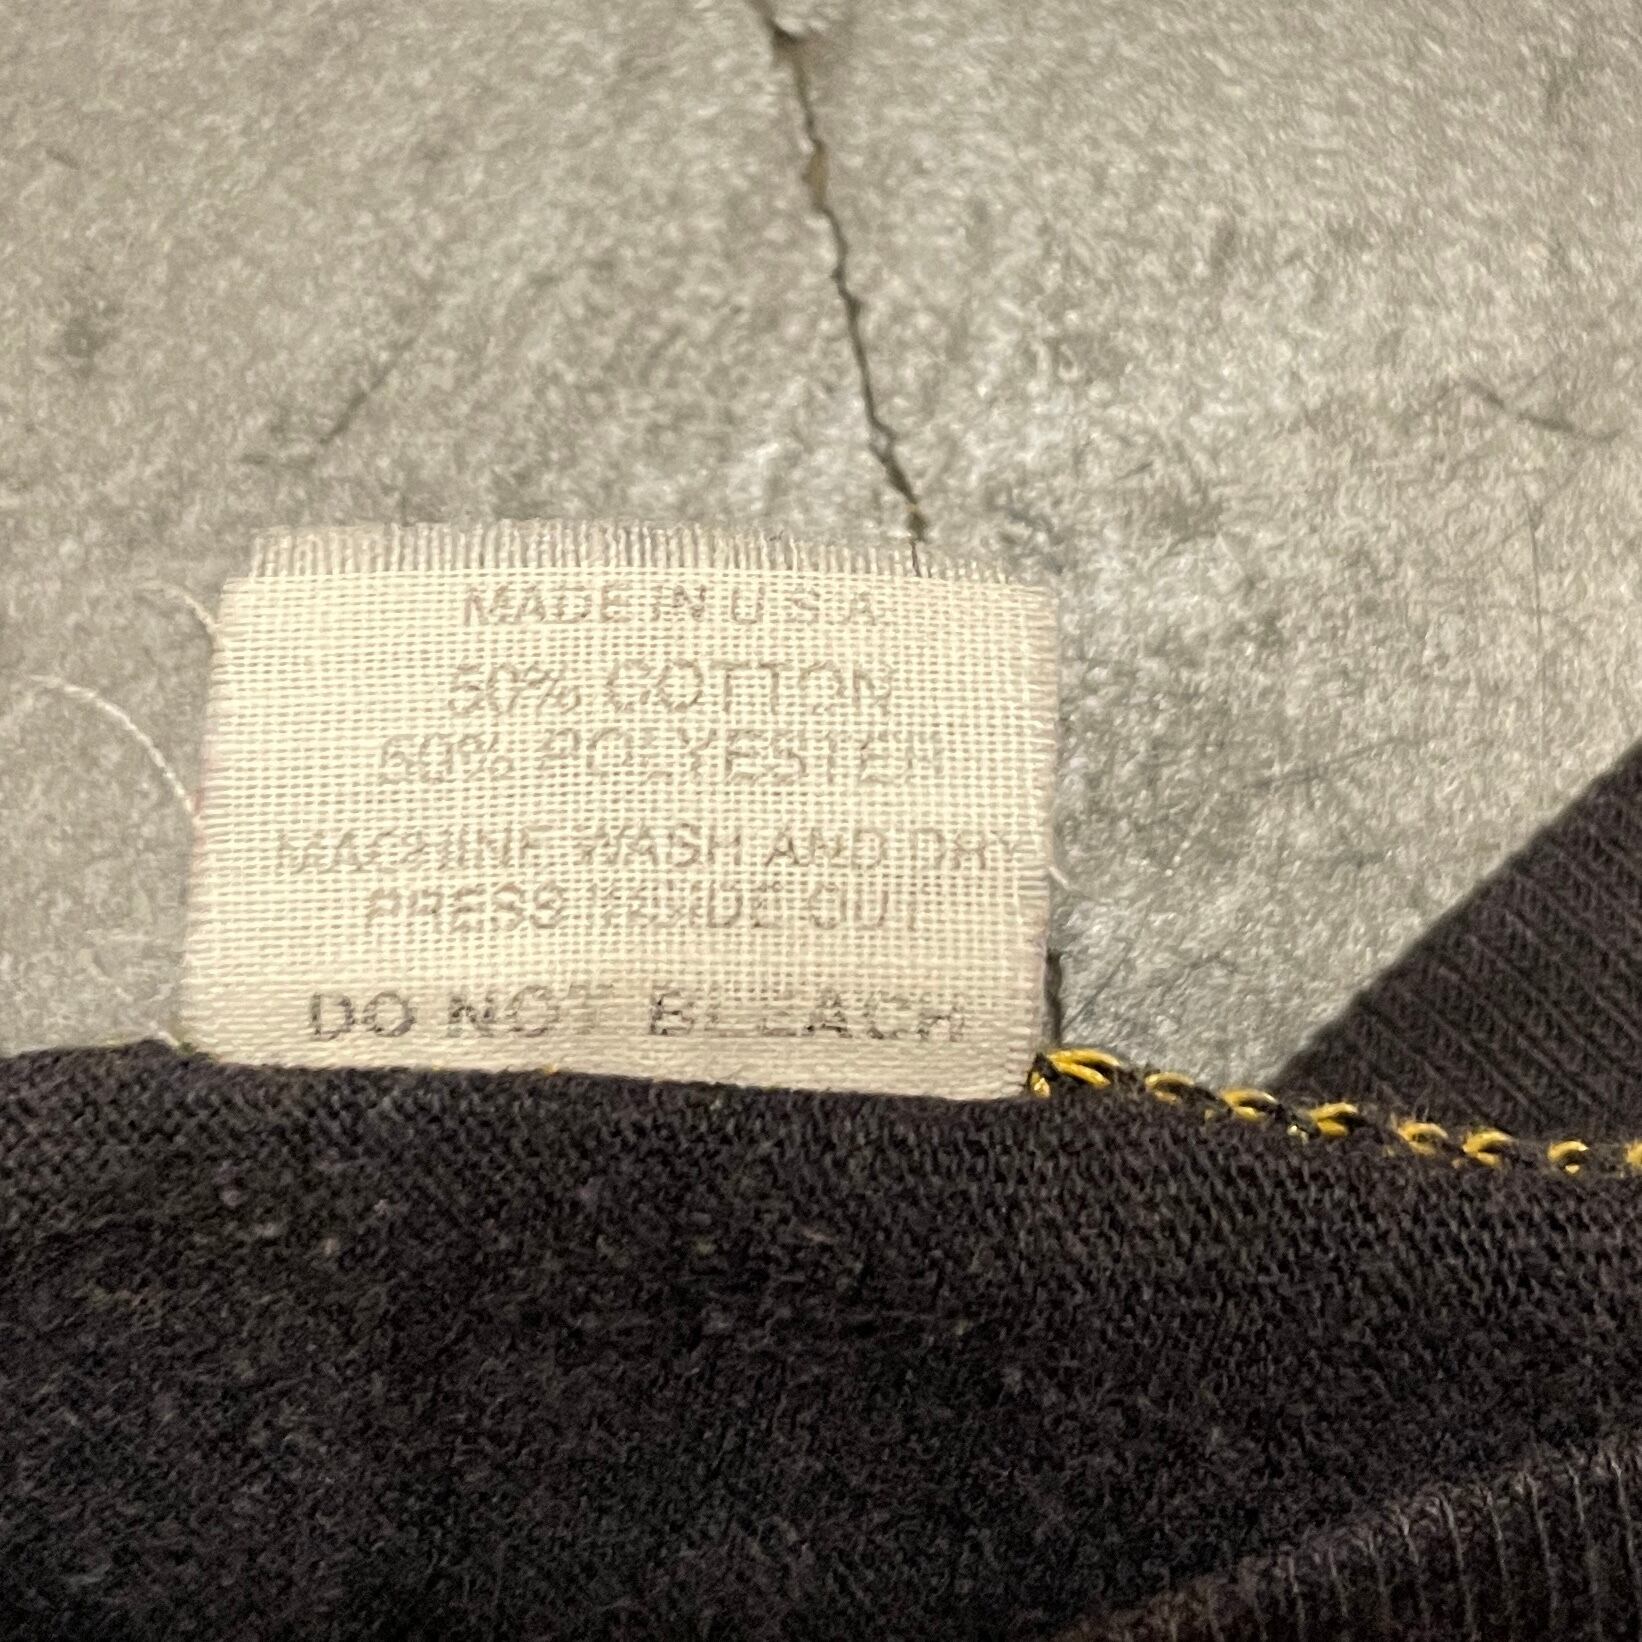 MADE IN U.S.A.
50% COTTON
50% POLYESTER
MACHINE WASH AND DRY
PRESS INSIDE OUT
DO NOT BLEACH